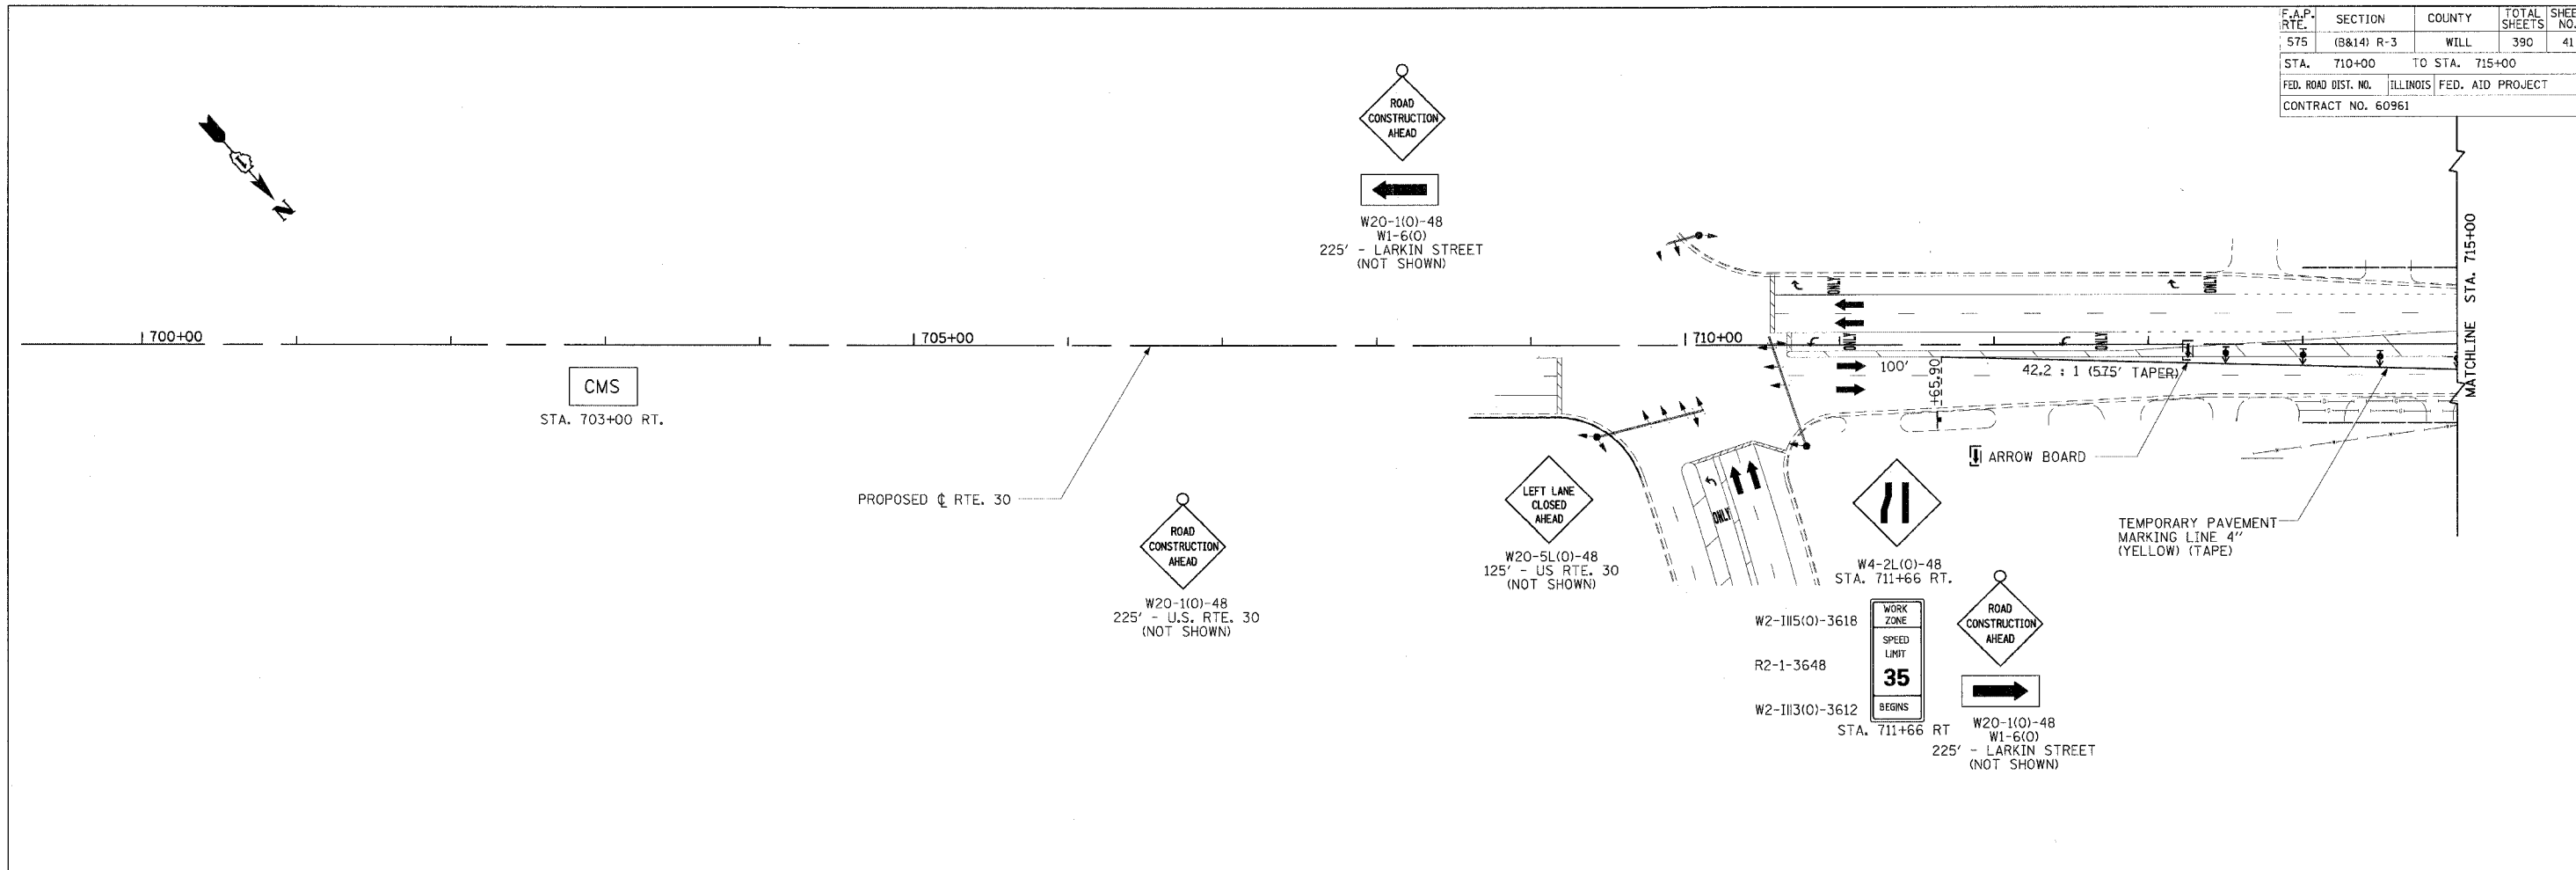 F.A.P. RTE. SECTION COUNTY TOTAL SHEETS SHEE NO.
575 (B&14) R-3 WILL 390 41
STA. 710+00 TO STA. 715+00
FED. ROAD DIST. NO. ILLINOIS FED. AID PROJECT
CONTRACT NO. 60961
N
ROAD
CONSTRUCTION
AHEAD
W20-1(O)-48
W1-6(O)
225' - LARKIN STREET
(NOT SHOWN)
MATCHLINE STA. 715+00
ONLY
ONLY
700+00
705+00
710+00
ONLY
ONLY
CMS
STA. 703+00 RT.
100'
+65.90
42.2 : 1 (575' TAPER)
PROPOSED ℄ RTE. 30
ARROW BOARD
ROAD
CONSTRUCTION
AHEAD
W20-1(O)-48
225' - U.S. RTE. 30
(NOT SHOWN)
LEFT LANE
CLOSED
AHEAD
W20-5L(O)-48
125' - US RTE. 30
(NOT SHOWN)
ONLY
W4-2L(O)-48
STA. 711+66 RT.
TEMPORARY PAVEMENT
MARKING LINE 4"
(YELLOW) (TAPE)
W2-I115(O)-3618
R2-1-3648
W2-I113(O)-3612
WORK
ZONE
SPEED
LIMIT
35
BEGINS
STA. 711+66 RT
ROAD
CONSTRUCTION
AHEAD
W20-1(O)-48
W1-6(O)
225' - LARKIN STREET
(NOT SHOWN)